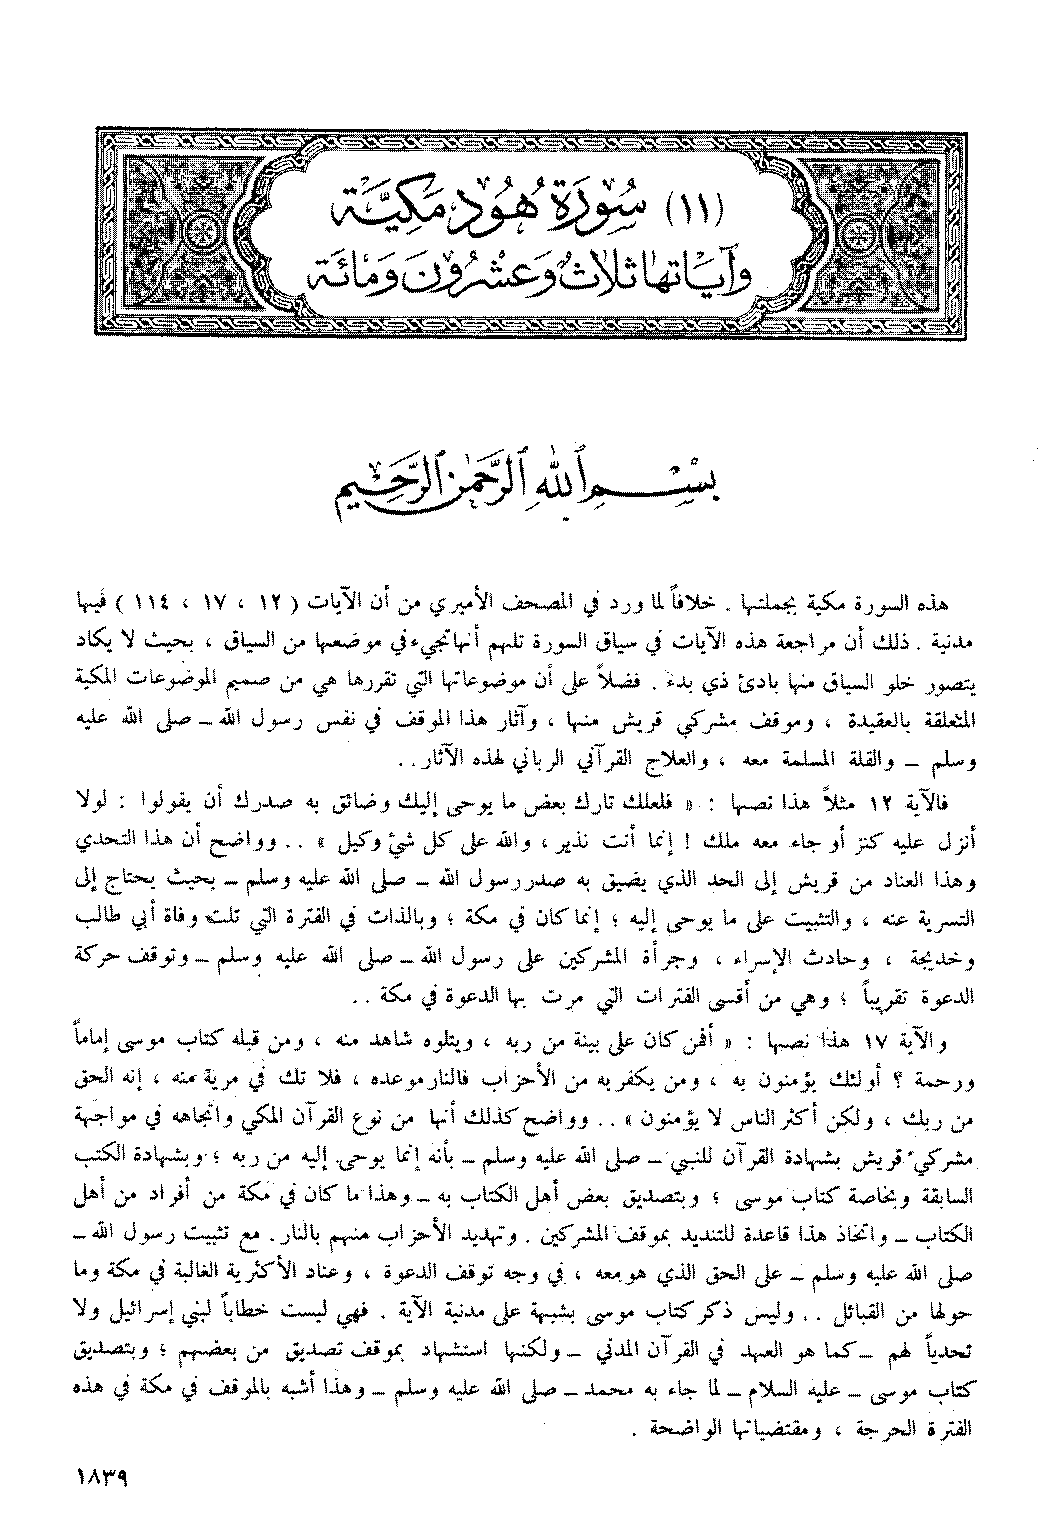 (١١) سُورَة هُود مَكيَّة
وَآيَاتهَا ثلَاثٌ وَعشْرُونَ وَمَائَة
بِسْمِ ٱللَّهِ ٱلرَّحْمَٰنِ ٱلرَّحِيمِ
هذه السورة مكية بجملتها . خلافاً لما ورد في المصحف الأميري من أن الآيات ( ١٢ ، ١٧ ، ١١٤ ) فيها
مدنية . ذلك أن مراجعة هذه الآيات في سياق السورة تلهم أنها تجيء في موضعها من السياق ، بحيث لا يكاد
يتصور خلو السياق منها بادئ ذي بدء . فضلاً على أن موضوعاتها التي تقررها هي من صميم الموضوعات المكية
المتعلقة بالعقيدة ، وموقف مشركي قريش منها ، وآثار هذا الموقف في نفس رسول الله – صلى الله عليه
وسلم – والقلة المسلمة معه ، والعلاج القرآني الرباني لهذه الآثار . .
فالآية ١٢ مثلاً هذا نصها : « فلعلك تارك بعض ما يوحى إليك وضائق به صدرك أن يقولوا : لولا
أنزل عليه كنز أو جاء معه ملك ! إنما أنت نذير ، والله على كل شيْ وكيل » . . وواضح أن هذا التحدي
وهذا العناد من قريش إلى الحد الذي يضيق به صدر رسول الله – صلى الله عليه وسلم – بحيث يحتاج إلى
التسرية عنه ، والتثبيت على ما يوحى إليه ؛ إنما كان في مكة ؛ وبالذات في الفترة التي تلت وفاة أبي طالب
وخديجة ، وحادث الإسراء ، وجرأة المشركين على رسول الله – صلى الله عليه وسلم – وتوقف حركة
الدعوة تقريباً ؛ وهي من أقسى الفترات التي مرت بها الدعوة في مكة . .
والآية ١٧ هذا نصها : « أفمن كان على بينة من ربه ، ويتلوه شاهد منه ، ومن قبله كتاب موسى إماماً
ورحمة ؟ أولئك يؤمنون به ، ومن يكفر به من الأحزاب فالنار موعده ، فلا تك في مرية منه ، إنه الحق
من ربك ، ولكن أكثر الناس لا يؤمنون » . . وواضح كذلك أنها من نوع القرآن المكي واتجاهه في مواجهة
مشركي قريش بشهادة القرآن للنبي – صلى الله عليه وسلم – بأنه إنما يوحى إليه من ربه ؛ وبشهادة الكتب
السابقة وبخاصة كتاب موسى ؛ وبتصديق بعض أهل الكتاب به – وهذا ما كان في مكة من أفراد من أهل
الكتاب – واتخاذ هذا قاعدة للتنديد بموقف المشركين . وتهديد الأحزاب منهم بالنار . مع تثبيت رسول الله –
صلى الله عليه وسلم – على الحق الذي هو معه ، في وجه توقف الدعوة ، وعناد الأكثرية الغالبة في مكة وما
حولها من القبائل . . وليس ذكر كتاب موسى بشبهة على مدنية الآية . فهي ليست خطاباً لبني إسرائيل ولا
تحدياً لهم – كما هو العهد في القرآن المدني – ولكنها استشهاد بموقف تصديق من بعضهم ؛ وبتصديق
كتاب موسى – عليه السلام – لما جاء به محمد – صلى الله عليه وسلم – وهذا أشبه بالموقف في مكة في هذه
الفترة الحرجة ، ومقتضياتها الواضحة .
١٨٣٩